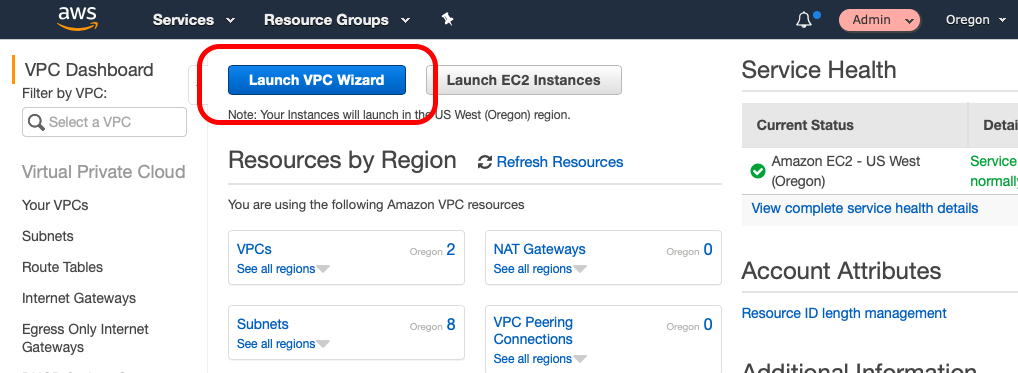 aws
Services
Resource Groups
Admin
Oregon
VPC Dashboard
Filter by VPC:
Select a VPC
Virtual Private Cloud
Your VPCs
Subnets
Route Tables
Internet Gateways
Egress Only Internet
Gateways
Launch VPC Wizard
Launch EC2 Instances
Note: Your Instances will launch in the US West (Oregon) region.
Resources by Region
Refresh Resources
You are using the following Amazon VPC resources
VPCs Oregon 2
See all regions
NAT Gateways Oregon 0
See all regions
Subnets Oregon 8
See all regions
VPC Peering Oregon 0
Connections
See all regions
Service Health
Current Status
Amazon EC2 - US West Service
(Oregon)
View complete service health details
Account Attributes
Resource ID length management
Additional Information